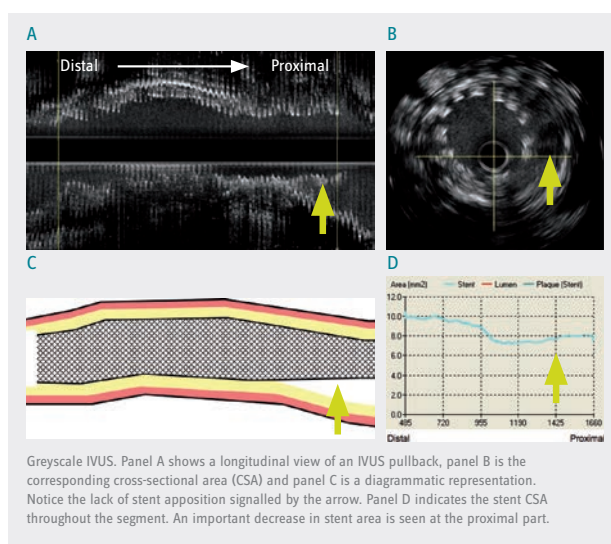 A
Distal
Proximal
B
C
D
Area (mm2)
Stent
Lumen
Plaque (Stent)
12.0
10.0
8.0
6.0
4.0
2.0
0.0
485 720 955 1190 1425 1660
Distal
Proximal
Greyscale IVUS. Panel A shows a longitudinal view of an IVUS pullback, panel B is the
corresponding cross-sectional area (CSA) and panel C is a diagrammatic representation.
Notice the lack of stent apposition signalled by the arrow. Panel D indicates the stent CSA
throughout the segment. An important decrease in stent area is seen at the proximal part.